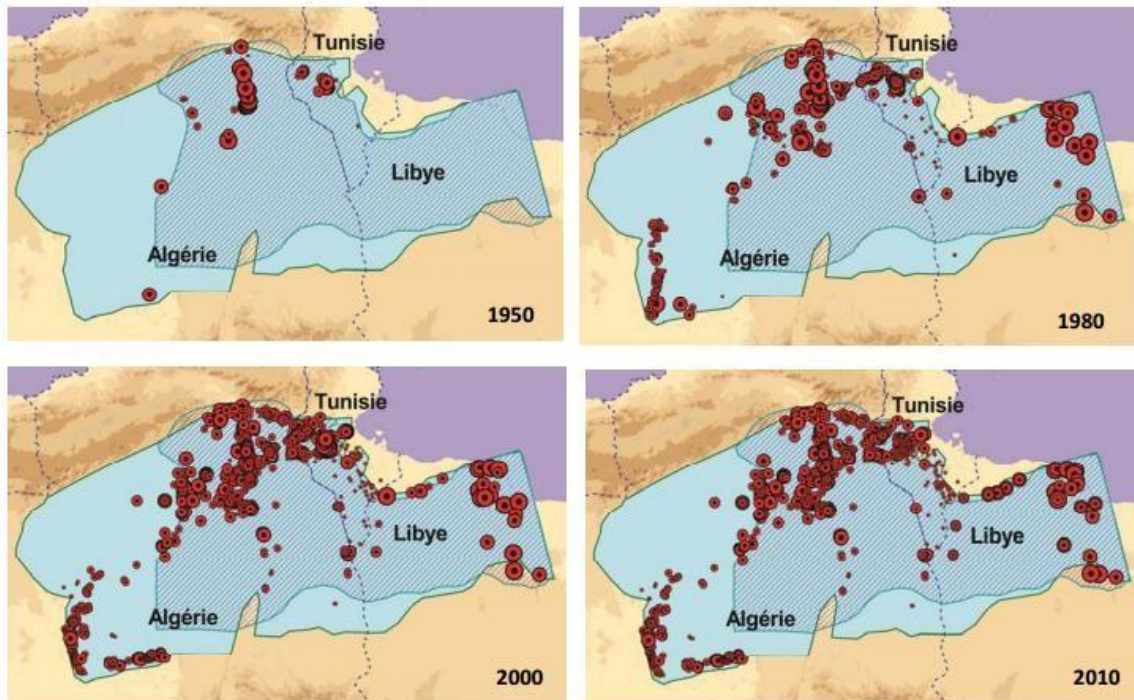 Tunisie
Libye
Algérie
1950
Tunisie
Libye
Algérie
1980
Tunisie
Libye
Algérie
2000
Tunisie
Libye
Algérie
2010